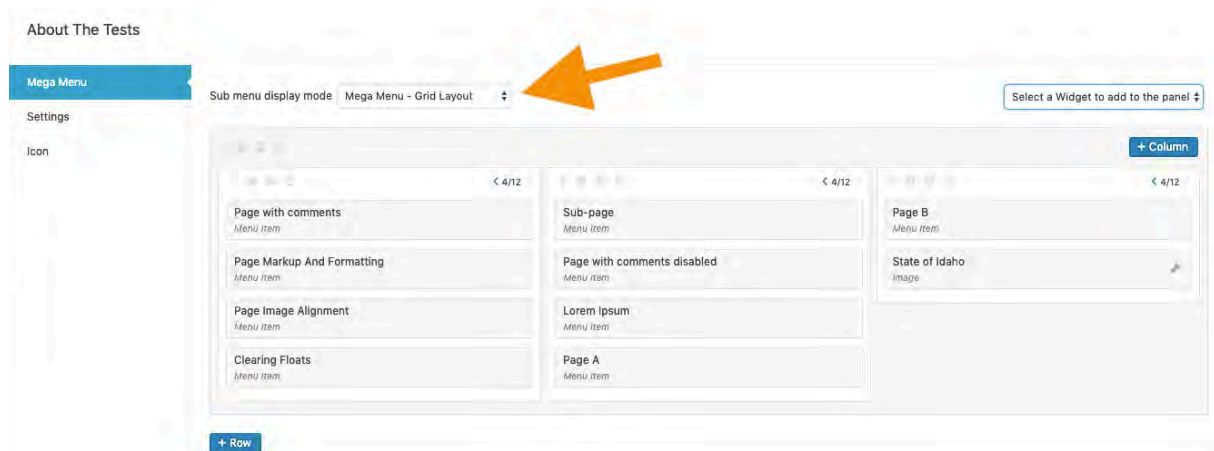 About The Tests
Mega Menu
Settings
Icon
Sub menu display mode Mega Menu - Grid Layout
Select a Widget to add to the panel
+ Column
< 4/12
Page with comments
Menu Item
Page Markup And Formatting
Menu Item
Page Image Alignment
Menu Item
Clearing Floats
Menu Item
< 4/12
Sub-page
Menu Item
Page with comments disabled
Menu Item
Lorem Ipsum
Menu Item
Page A
Menu Item
< 4/12
Page B
Menu Item
State of Idaho
Image
+ Row